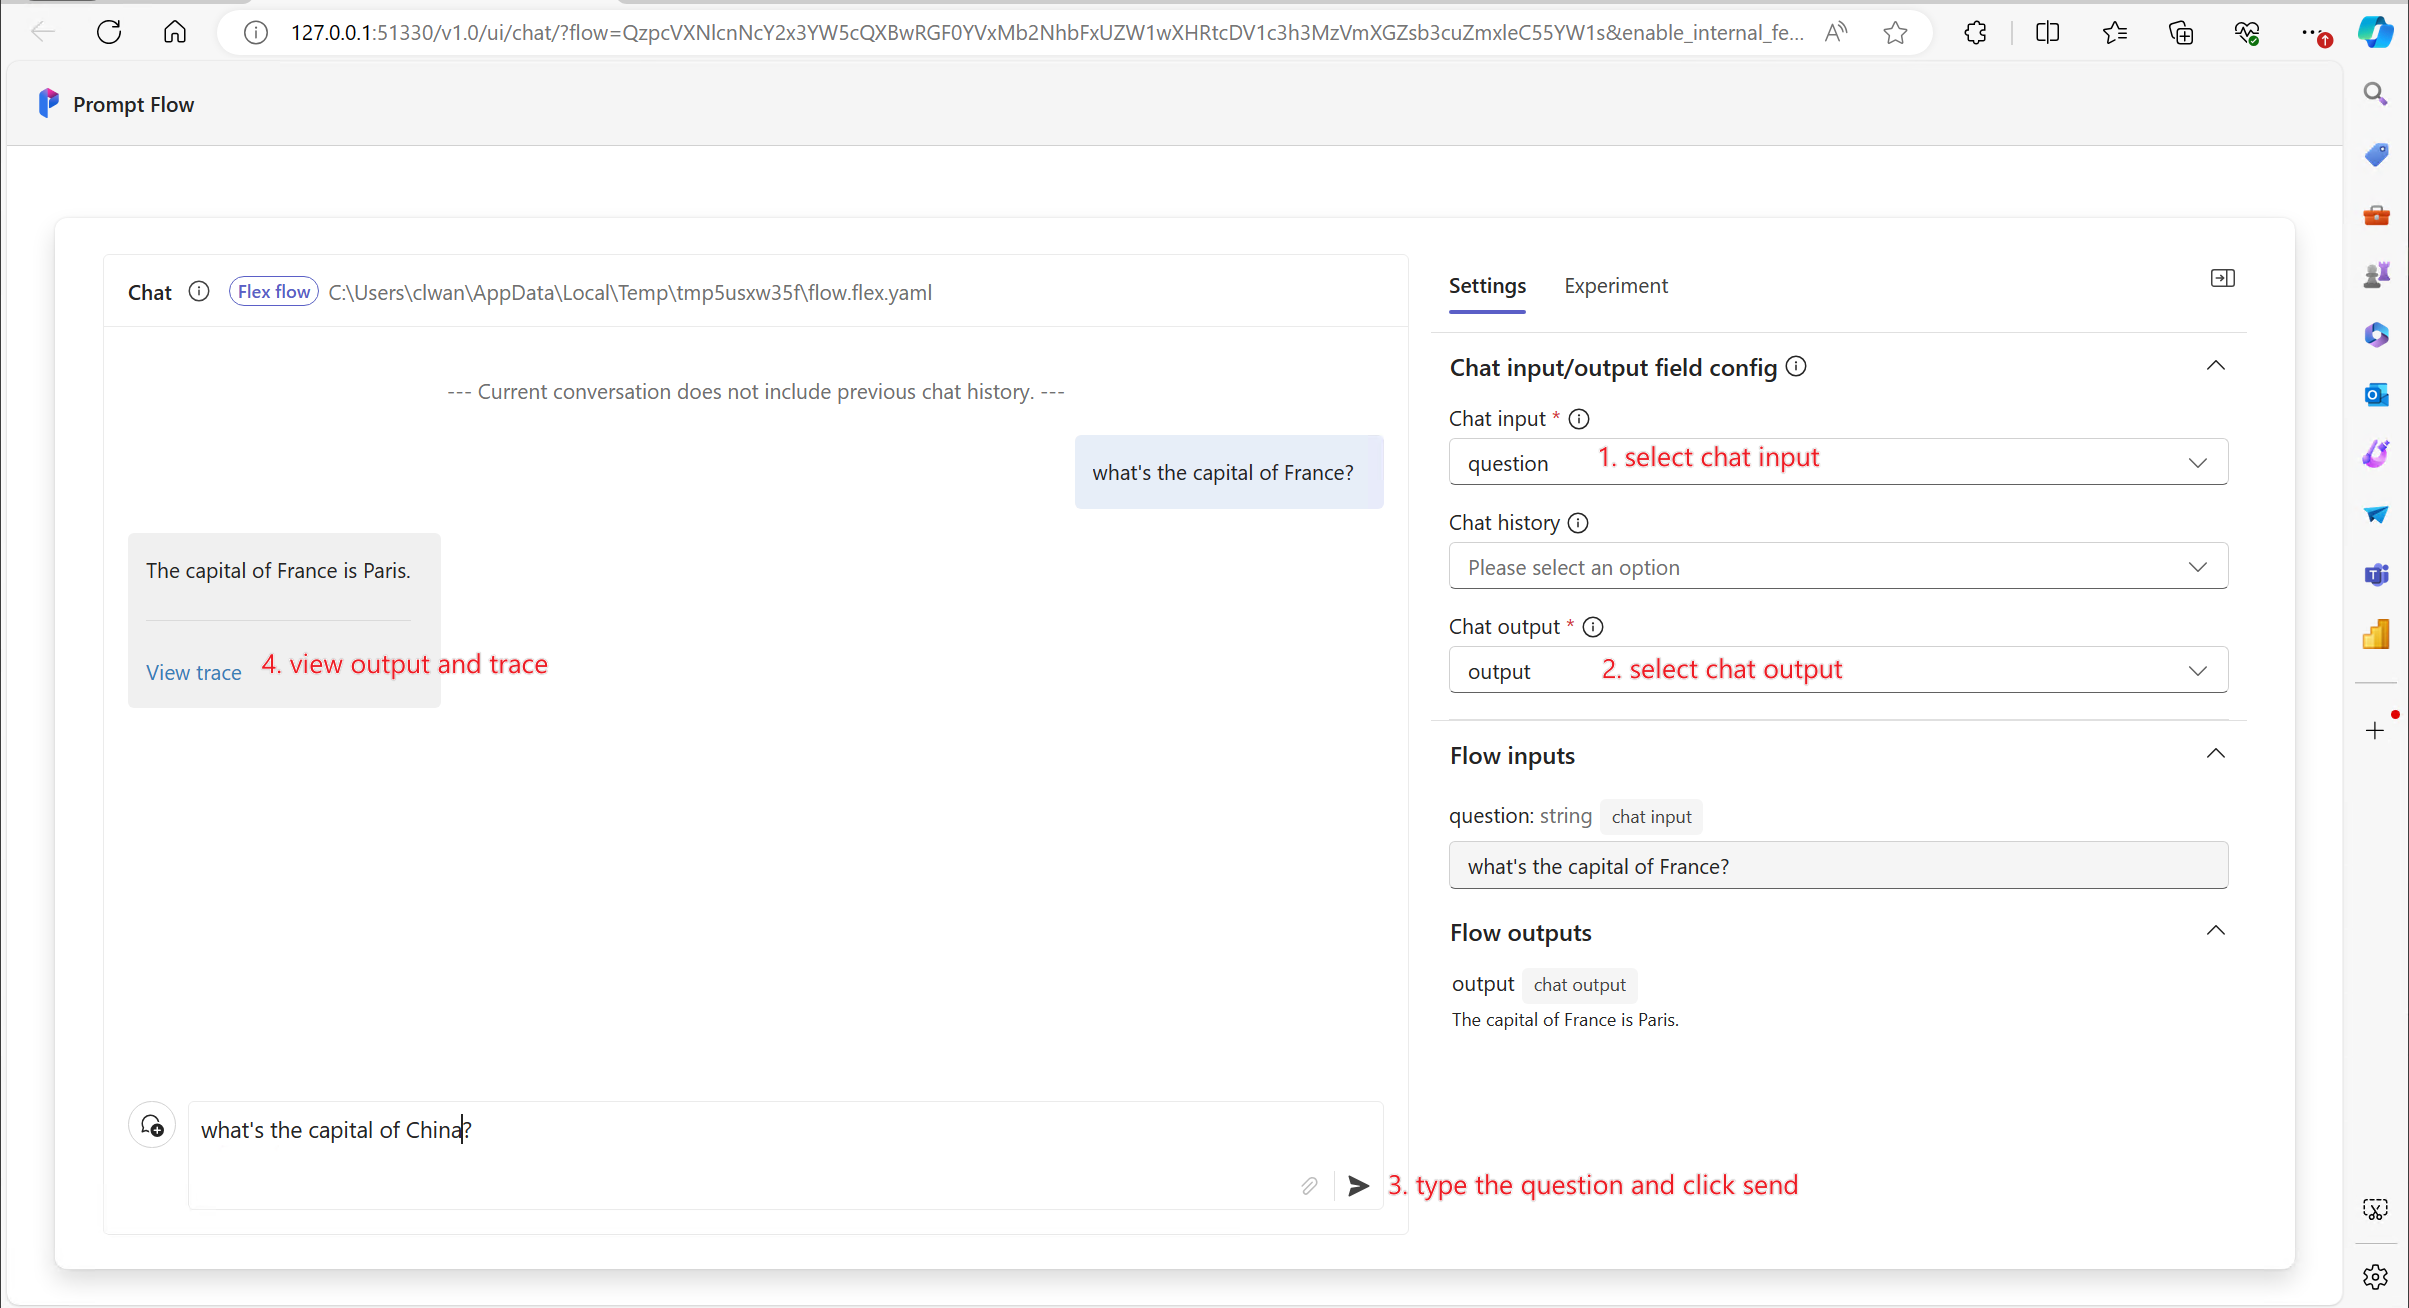 127.0.0.1:51330/v1.0/ui/chat/?flow=QzpcVXNlcnNcY2x3YW5cQXBwRGF0YVxMb2NhbFxUZW1wXHRtcDV1c3h3MzVmXGZsb3cuZmxleC55YW1s&enable_internal_fe...
Prompt Flow
Chat Flex flow C:\Users\clwan\AppData\Local\Temp\tmp5usxw35f\flow.flex.yaml
--- Current conversation does not include previous chat history. ---
what's the capital of France?
The capital of France is Paris.
View trace 4. view output and trace
what's the capital of China?
3. type the question and click send
Settings Experiment
Chat input/output field config
Chat input *
question 1. select chat input
Chat history
Please select an option
Chat output *
output 2. select chat output
Flow inputs
question: string chat input
what's the capital of France?
Flow outputs
output chat output
The capital of France is Paris.